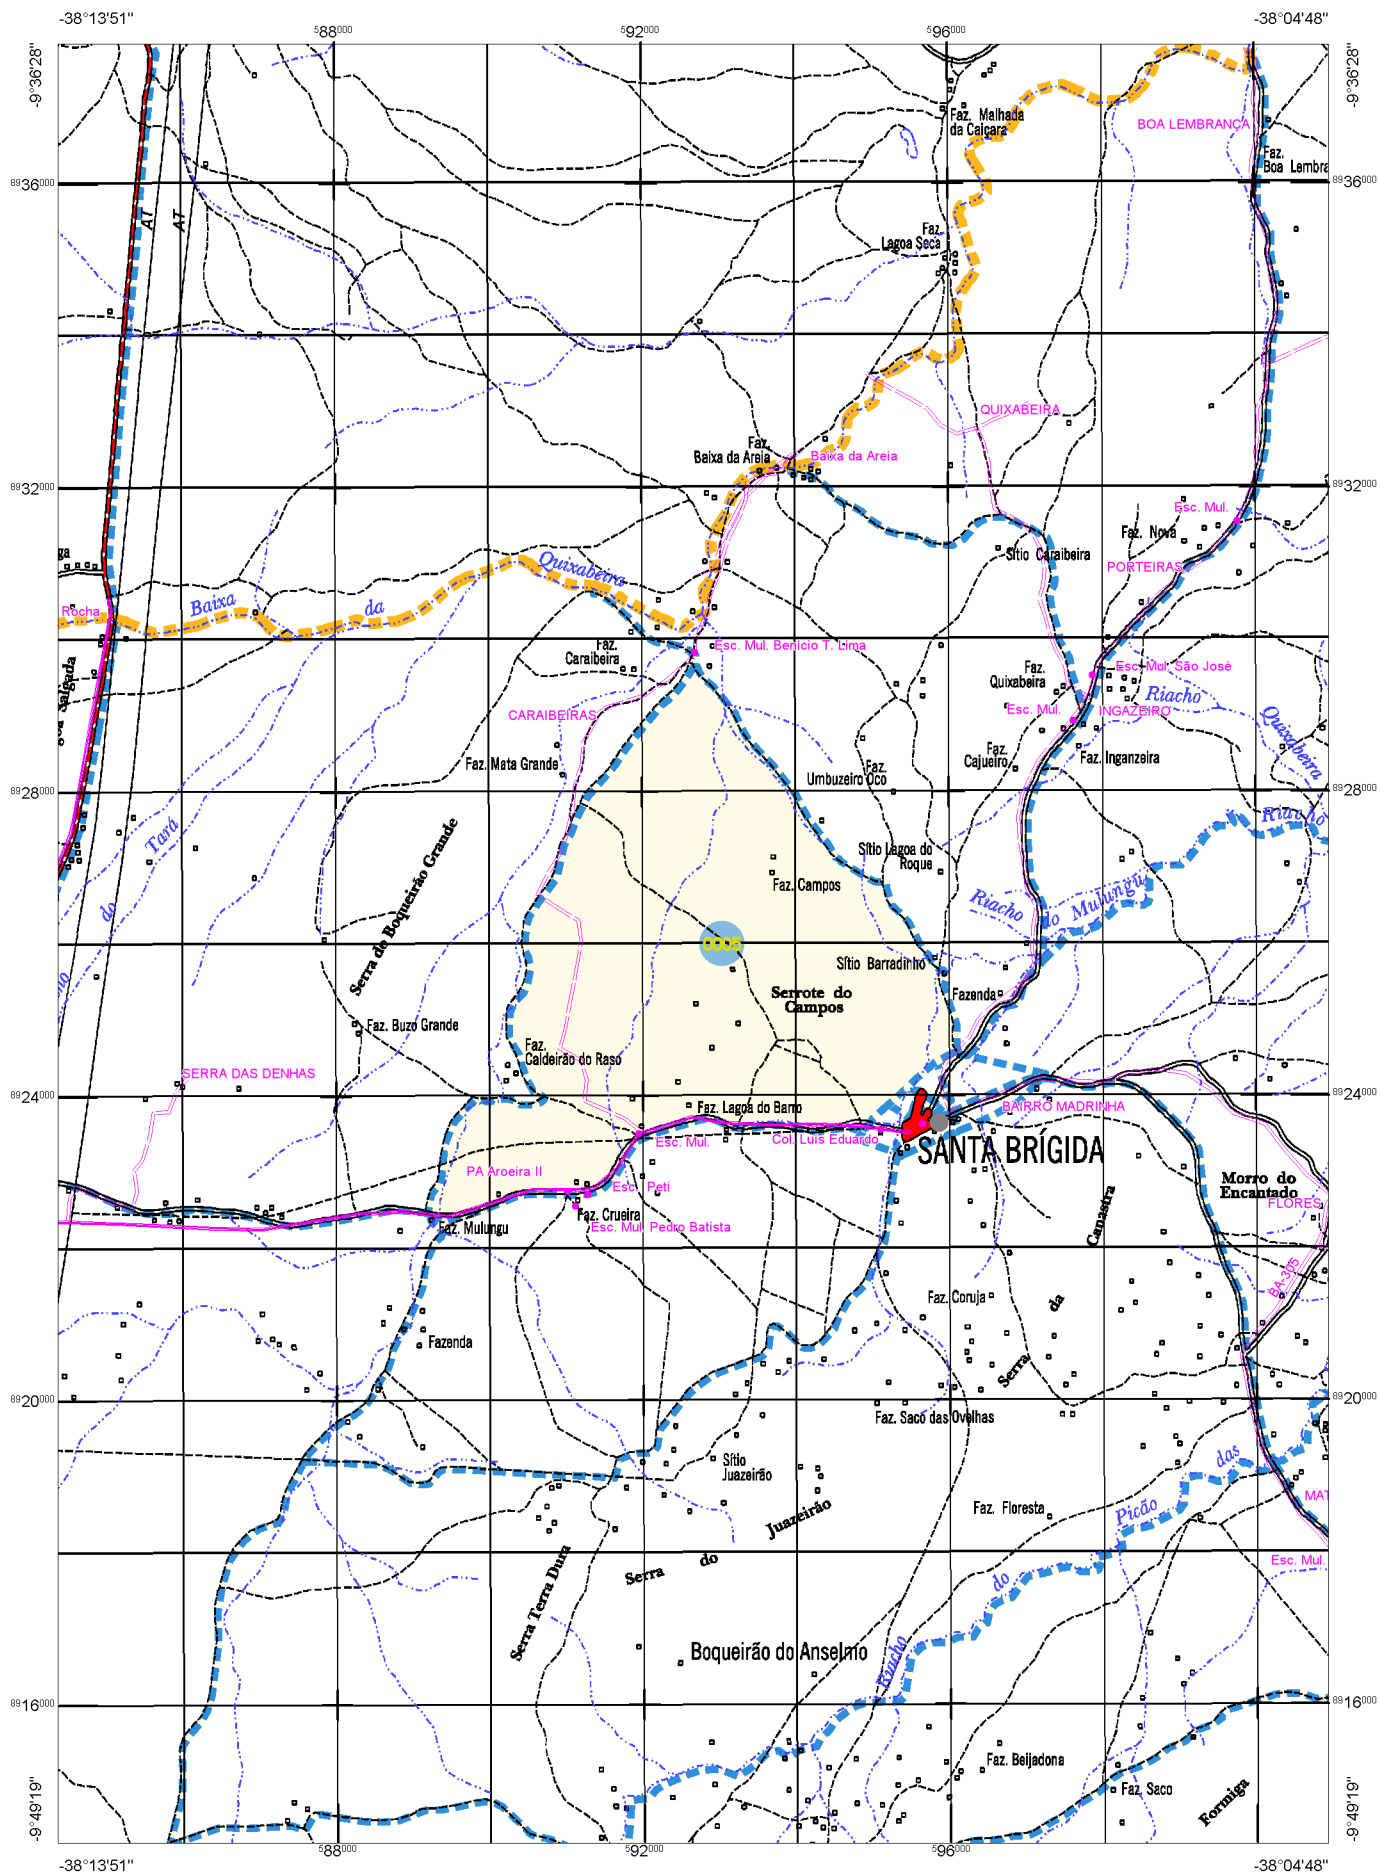 -38°13'51"
-38°04'48"
588000
592000
596000
-9°36'28"
-9°36'28"
Faz. Malhada
da Caiçara
BOA LEMBRANÇA
Faz.
Boa Lembra
8936000
8936000
AT
AT
Faz.
Lagoa Seca
QUIXABEIRA
Faz.
Baixa da Areia
Baixa da Areia
8932000
8932000
Esc. Mul.
Faz. Nova
Sítio Caraibeira
PORTEIRAS
ga
Quixabeira
Rocha
Baixa
da
Faz.
Caraibeira
Esc. Mul. Benício T. Lima
Esc. Mul. São José
Faz.
Quixabeira
Riacho
Esc. Mul.
INGAZEIRO
Quixabeira
Salgada
CARAIBEIRAS
Faz. Mata Grande
Faz.
Cajueiro
Faz. Inganzeira
Faz.
Umbuzeiro Oco
8928000
8928000
Riacho
Tará
do
Serra do Boqueirão Grande
Sítio Lagoa do
Roque
Faz. Campos
Riacho
do Mulungú
0005
Sítio Barradinho
Fazenda
Serrote do
Campos
Faz. Buzo Grande
Faz.
Caldeirão do Raso
SERRA DAS DENHAS
8924000
8924000
Faz. Lagoa do Barro
BAIRRO MADRINHA
Esc. Mul.
Col. Luis Eduardo
SANTA BRÍGIDA
PA Aroeira II
Esc. Peti
Morro do
Encantado
FLORES
Faz. Crueira
Faz. Mulungu
Esc. Mul. Pedro Batista
Canastra
da
Serra
BA-305
Faz. Coruja
Fazenda
8920000
8920000
Faz. Saco das Ovelhas
Sítio
Juazeirão
das
Picão
do
Riacho
MAT
Faz. Floresta
Juazeirão
do
Serra
Serra Terra Dura
Esc. Mul.
Boqueirão do Anselmo
8916000
8916000
Faz. Beijadona
Faz. Saco
Formiga
-9°49'19"
-9°49'19"
588000
592000
596000
-38°13'51"
-38°04'48"